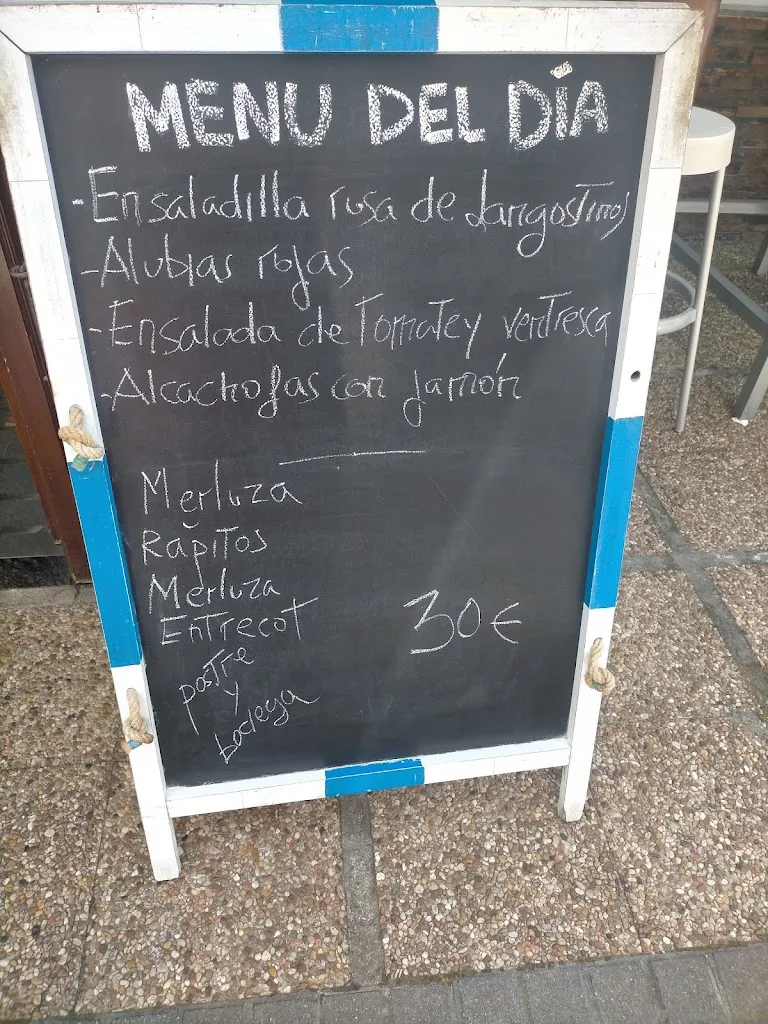 MENU DEL DÍA
-Ensaladilla rusa de Langostinos
-Alubias rojas
-Ensalada de Tomate y ventresca
-Alcachofas con jamón
Merluza
Rapitos
Merluza
Entrecot
30€
postre
y
bodega